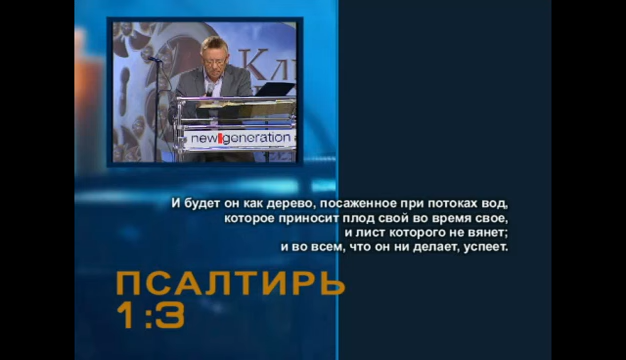 Кл
new generation
И будет он как дерево, посаженное при потоках вод,
которое приносит плод свой во время свое,
и лист которого не вянет;
и во всем, что он ни делает, успеет.
ПСАЛТИРЬ
1:3